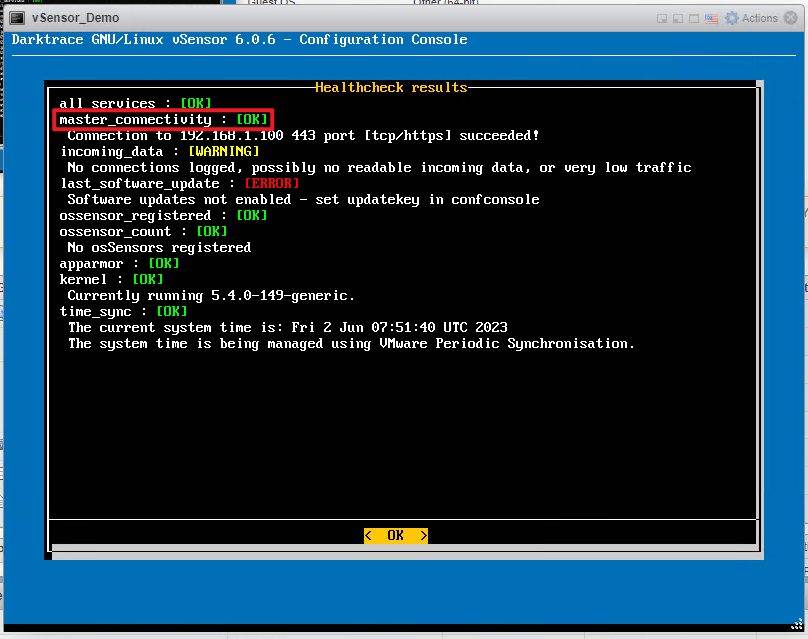 Guest OS Other (64-bit)
vSensor_Demo Actions
Darktrace GNU/Linux vSensor 6.0.6 - Configuration Console
Healthcheck results
all services : [OK]
master_connectivity : [OK]
Connection to 192.168.1.100 443 port [tcp/https] succeeded!
incoming_data : [WARNING]
No connections logged, possibly no readable incoming data, or very low traffic
last_software_update : [ERROR]
Software updates not enabled - set updatekey in confconsole
ossensor_registered : [OK]
ossensor_count : [OK]
No osSensors registered
apparmor : [OK]
kernel : [OK]
Currently running 5.4.0-149-generic.
time_sync : [OK]
The current system time is: Fri 2 Jun 07:51:40 UTC 2023
The system time is being managed using VMware Periodic Synchronisation.
< OK >